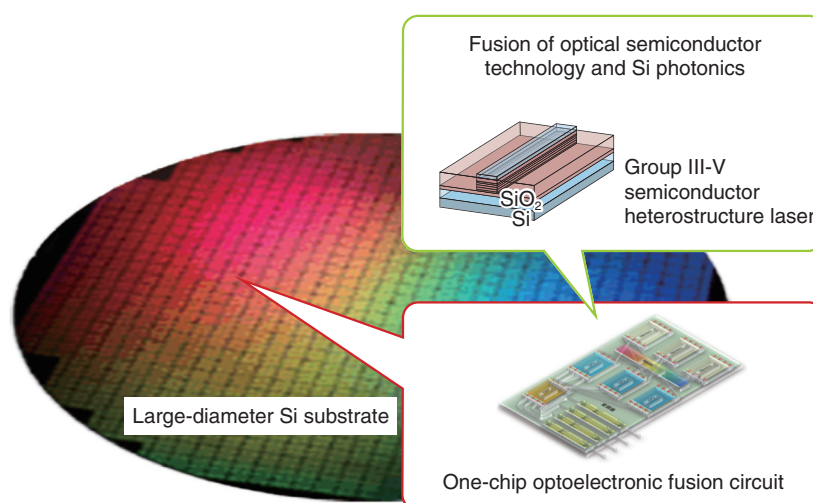 Fusion of optical semiconductor
technology and Si photonics
Group III-V
semiconductor
heterostructure laser
SiO₂
Si
Large-diameter Si substrate
One-chip optoelectronic fusion circuit